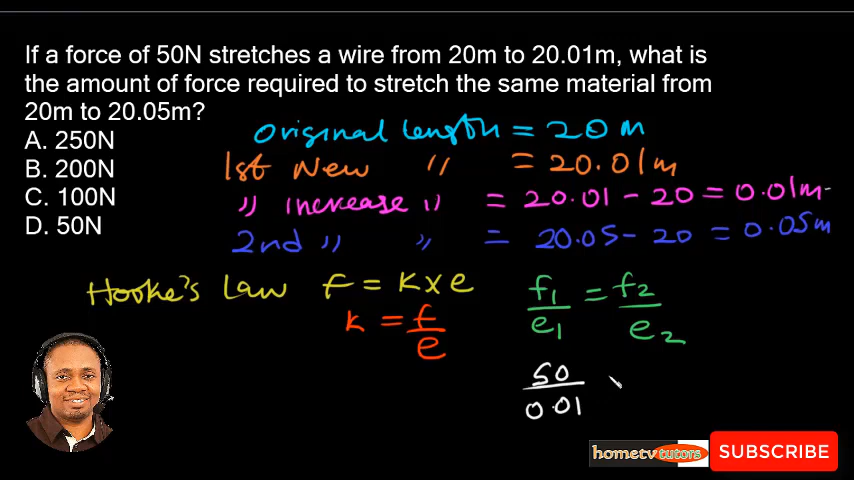 If a force of 50N stretches a wire from 20m to 20.01m, what is
the amount of force required to stretch the same material from
20m to 20.05m?
A. 250N
B. 200N
C. 100N
D. 50N
Original length = 20 m
1st New " = 20.01m
" increase " = 20.01 - 20 = 0.01m
2nd " " = 20.05 - 20 = 0.05m
Hooke's Law F = K x e
K = f/e
f1/e1 = f2/e2
50/0.01
hometvtutors
SUBSCRIBE